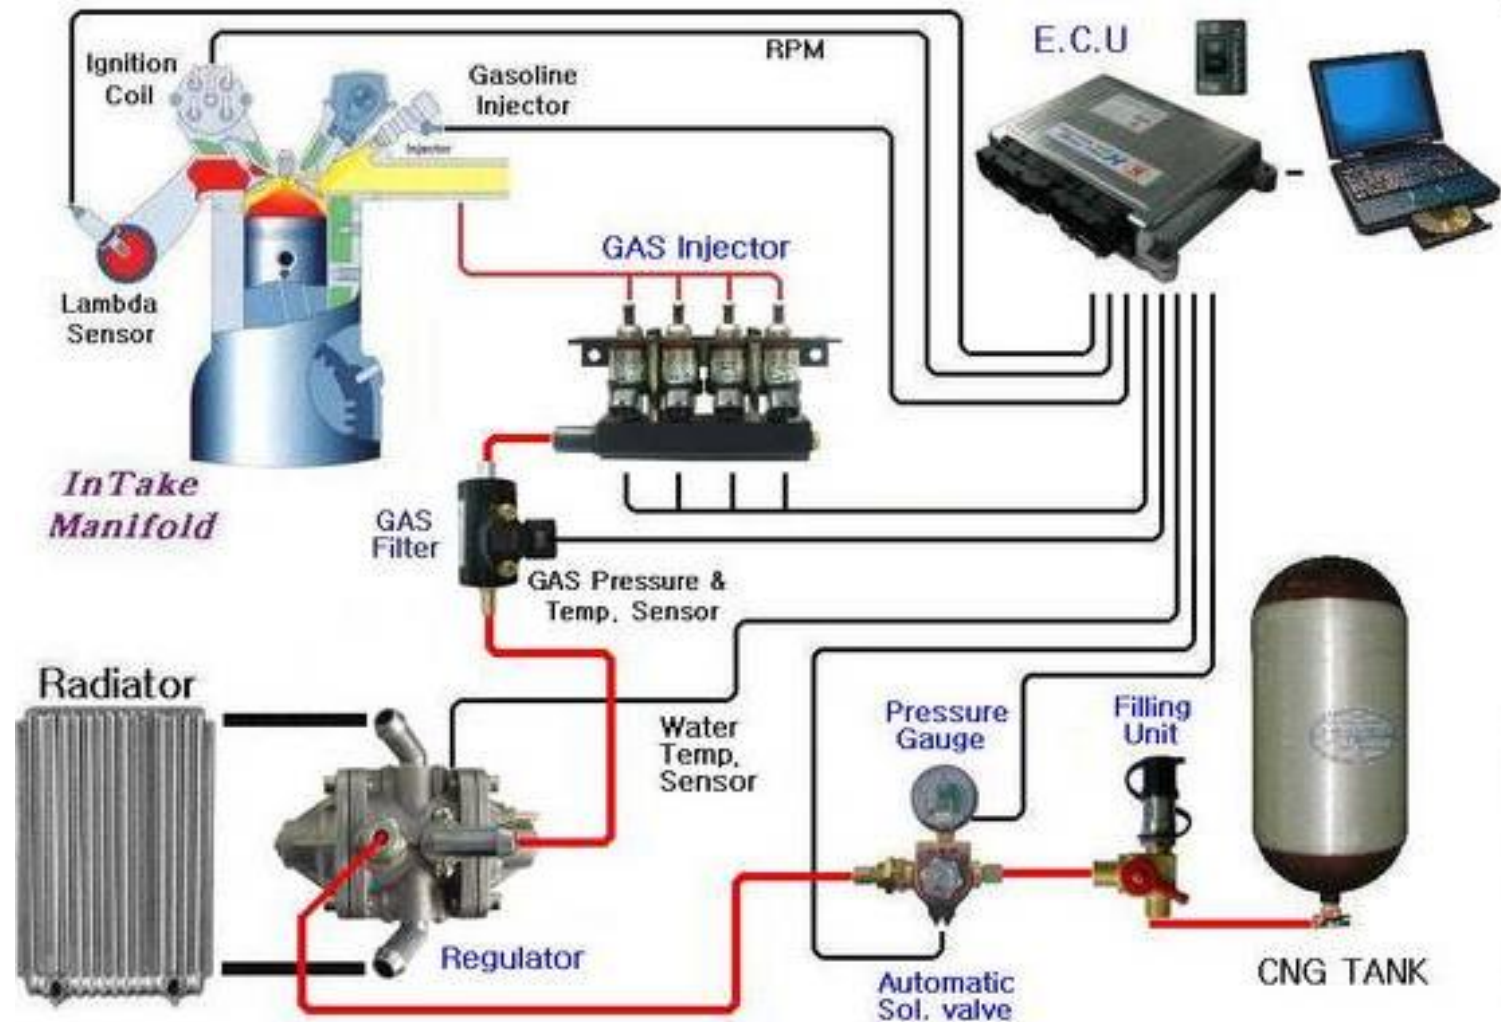 RPM
E.C.U
Ignition
Coil
Gasoline
Injector
Injector
Lambda
Sensor
GAS Injector
InTake
Manifold
GAS
Filter
GAS Pressure &
Temp, Sensor
Radiator
Water
Temp,
Sensor
Pressure
Gauge
Filling
Unit
Regulator
Automatic
Sol. valve
CNG TANK